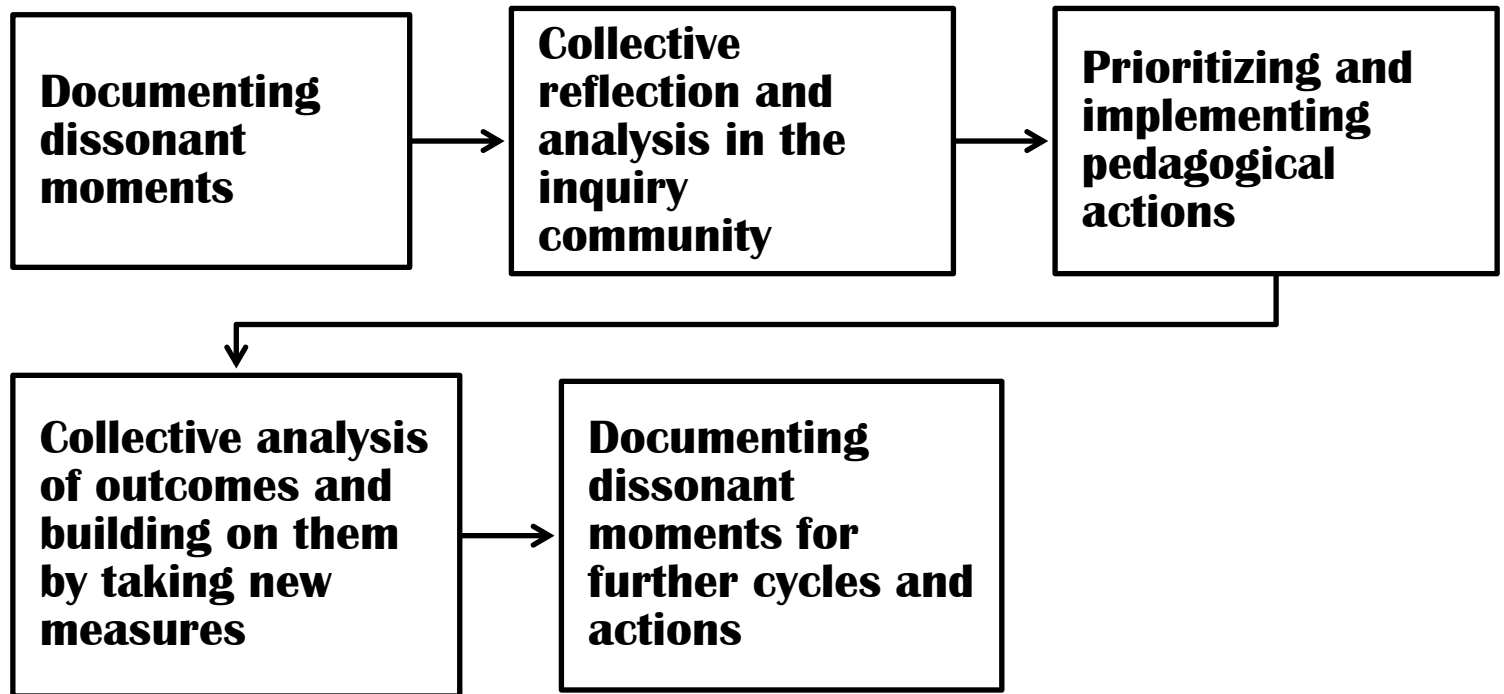 Documenting
dissonant
moments
Collective
reflection and
analysis in the
inquiry
community
Prioritizing and
implementing
pedagogical
actions
Collective analysis
of outcomes and
building on them
by taking new
measures
Documenting
dissonant
moments for
further cycles and
actions